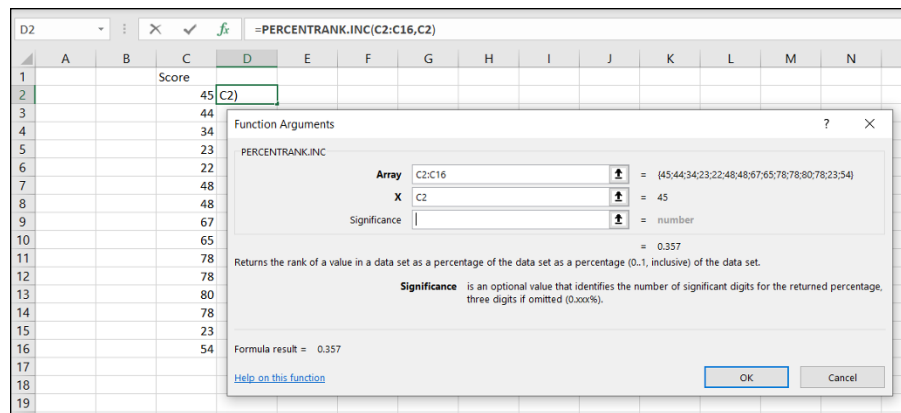 D2 =PERCENTRANK.INC(C2:C16,C2)
A B C D E F G H I J K L M N
1 Score
2 45 C2)
3 44
4 34
5 23
6 22
7 48
8 48
9 67
10 65
11 78
12 78
13 80
14 78
15 23
16 54
17
18
19
Function Arguments ?
PERCENTRANK.INC
Array C2:C16 = {45;44;34;23;22;48;48;67;65;78;78;80;78;23;54}
X C2 = 45
Significance = number
= 0.357
Returns the rank of a value in a data set as a percentage of the data set as a percentage (0..1, inclusive) of the data set.
Significance is an optional value that identifies the number of significant digits for the returned percentage,
three digits if omitted (0.xxx%).
Formula result = 0.357
Help on this function OK Cancel